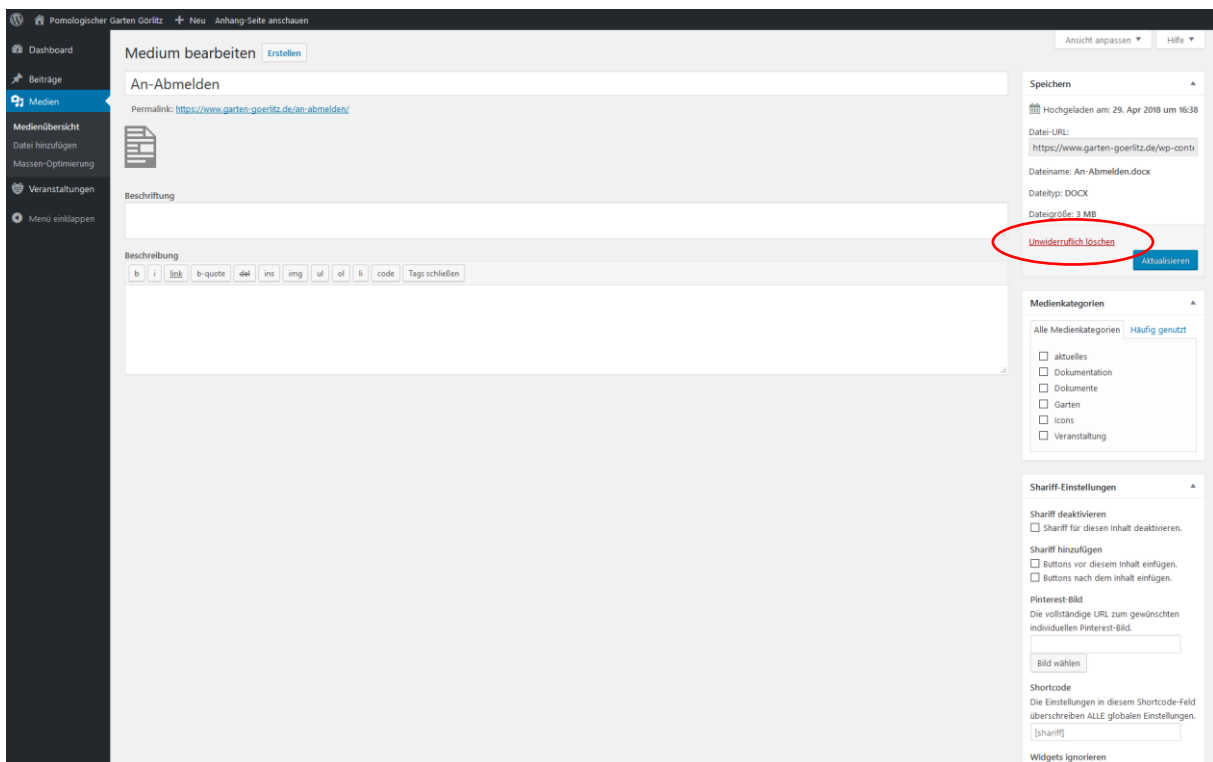 Pomologischer Garten Görlitz + Neu Anhang-Seite anschauen
Dashboard
Beiträge
Medien
Medienübersicht
Datei hinzufügen
Massen-Optimierung
Veranstaltungen
Menü einklappen
Ansicht anpassen ▼ Hilfe ▼
Medium bearbeiten Erstellen
An-Abmelden
Permalink: https://www.garten-goerlitz.de/an-abmelden/
Beschriftung
Beschreibung
b i link b-quote del ins img ul ol li code Tags schließen
Speichern
Hochgeladen am: 29. Apr 2018 um 16:38
Datei-URL:
https://www.garten-goerlitz.de/wp-conte
Dateiname: An-Abmelden.docx
Dateityp: DOCX
Dateigröße: 3 MB
Unwiderruflich löschen
Aktualisieren
Medienkategorien
Alle Medienkategorien Häufig genutzt
aktuelles
Dokumentation
Dokumente
Garten
Icons
Veranstaltung
Shariff-Einstellungen
Shariff deaktivieren
Shariff für diesen Inhalt deaktivieren.
Shariff hinzufügen
Buttons vor diesem Inhalt einfügen.
Buttons nach dem Inhalt einfügen.
Pinterest-Bild
Die vollständige URL zum gewünschten
individuellen Pinterest-Bild.
Bild wählen
Shortcode
Die Einstellungen in diesem Shortcode-Feld
überschreiben ALLE globalen Einstellungen.
[shariff]
Widgets ignorieren